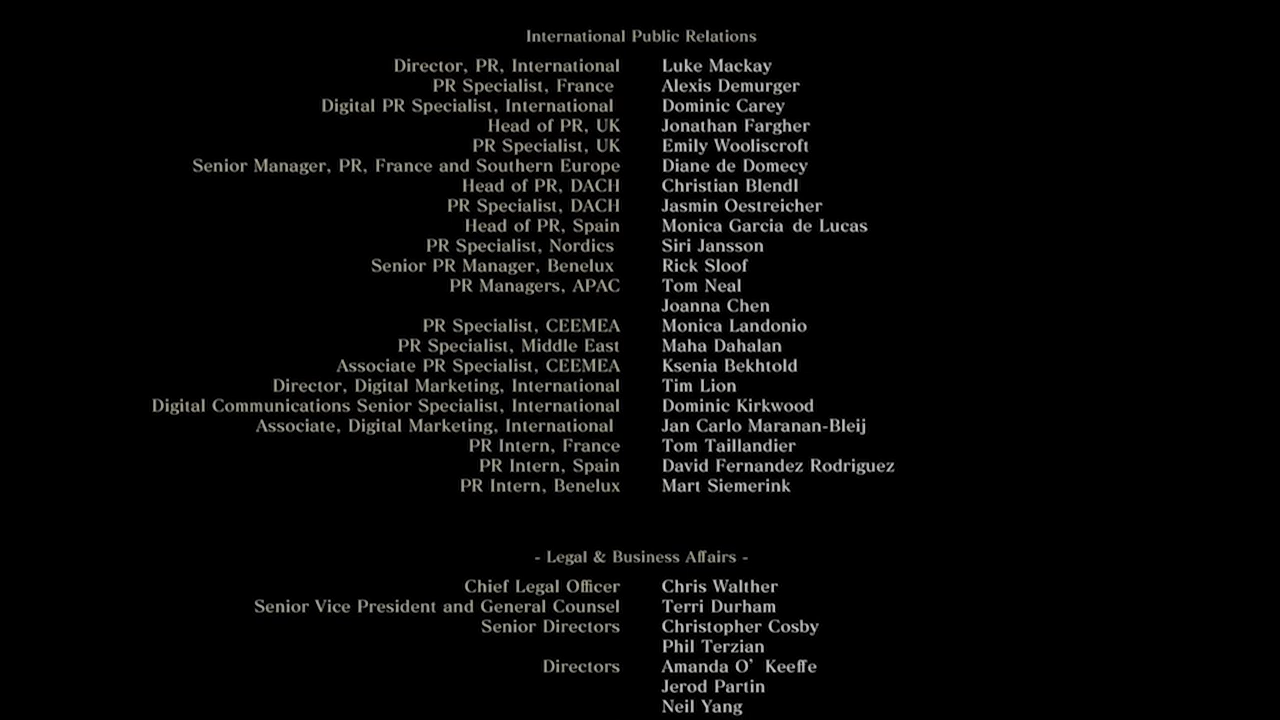 International Public Relations
Director, PR, International Luke Mackay
PR Specialist, France Alexis Demurger
Digital PR Specialist, International Dominic Carey
Head of PR, UK Jonathan Fargher
PR Specialist, UK Emily Wooliscroft
Senior Manager, PR, France and Southern Europe Diane de Domecy
Head of PR, DACH Christian Blendl
PR Specialist, DACH Jasmin Oestreicher
Head of PR, Spain Monica Garcia de Lucas
PR Specialist, Nordics Siri Jansson
Senior PR Manager, Benelux Rick Sloof
PR Managers, APAC Tom Neal
Joanna Chen
PR Specialist, CEEMEA Monica Landonio
PR Specialist, Middle East Maha Dahalan
Associate PR Specialist, CEEMEA Ksenia Bekhtold
Director, Digital Marketing, International Tim Lion
Digital Communications Senior Specialist, International Dominic Kirkwood
Associate, Digital Marketing, International Jan Carlo Maranan-Bleij
PR Intern, France Tom Taillandier
PR Intern, Spain David Fernandez Rodriguez
PR Intern, Benelux Mart Siemerink
- Legal & Business Affairs -
Chief Legal Officer Chris Walther
Senior Vice President and General Counsel Terri Durham
Senior Directors Christopher Cosby
Phil Terzian
Directors Amanda O' Keeffe
Jerod Partin
Neil Yang